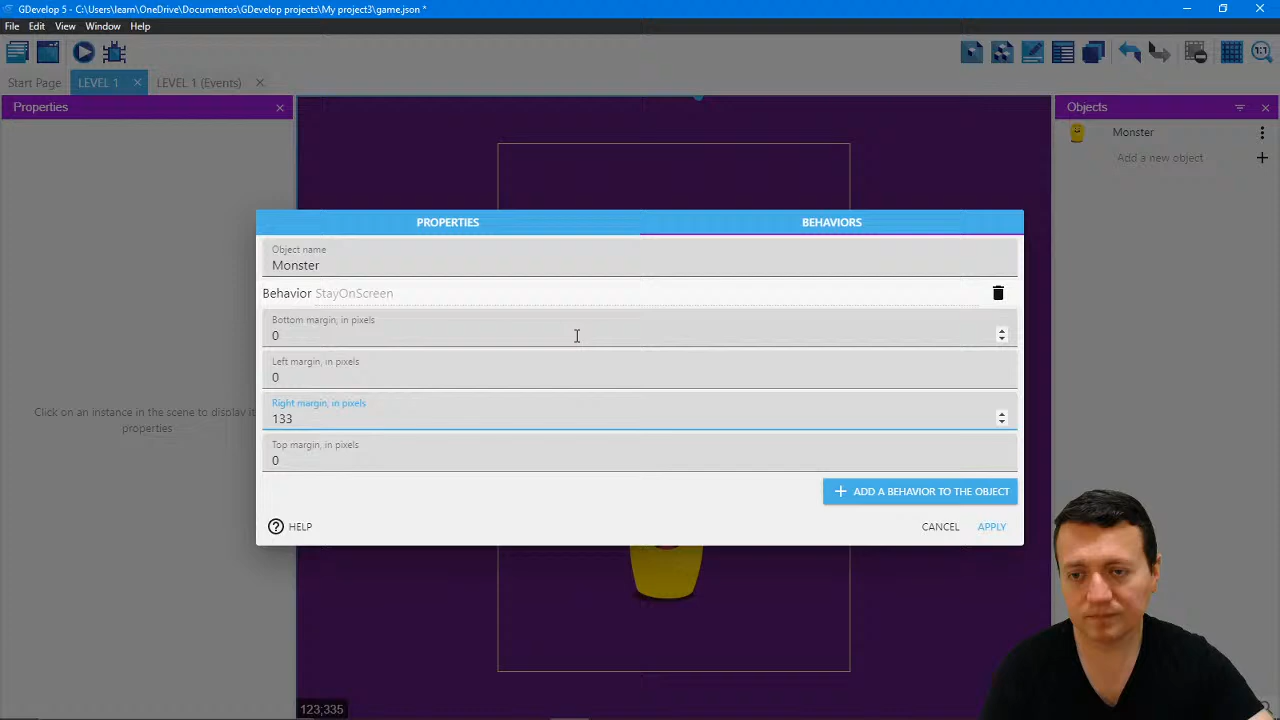 GDevelop 5 - C:\Users\learn\OneDrive\Documentos\GDevelop projects\My project3\game.json *
File Edit View Window Help
Start Page LEVEL 1 × LEVEL 1 (Events) ×
Properties ×
Objects ×
Monster
Add a new object +
PROPERTIES BEHAVIORS
Object name
Monster
Behavior StayOnScreen
Bottom margin, in pixels
0
Left margin, in pixels
0
Right margin, in pixels
133
Top margin, in pixels
0
+ ADD A BEHAVIOR TO THE OBJECT
? HELP
CANCEL APPLY
Click on an instance in the scene to display it
properties
123;335
1:1